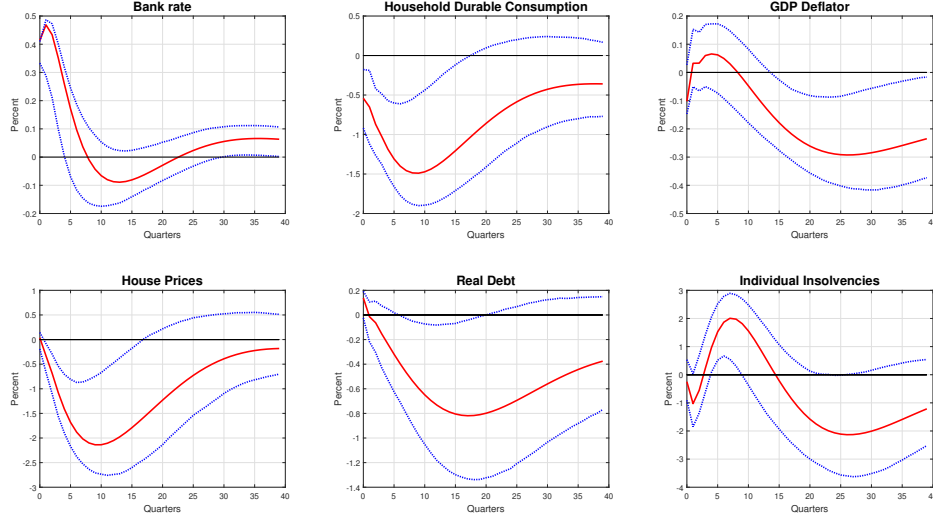 Bank rate
0.5
0.4
0.3
0.2
0.1
0
-0.1
-0.2
Percent
0 5 10 15 20 25 30 35 40
Quarters
Household Durable Consumption
0.5
0
-0.5
-1
-1.5
-2
Percent
0 5 10 15 20 25 30 35 40
Quarters
GDP Deflator
0.2
0.1
0
-0.1
-0.2
-0.3
-0.4
-0.5
Percent
0 5 10 15 20 25 30 35 40
Quarters
House Prices
1
0.5
0
-0.5
-1
-1.5
-2
-2.5
-3
Percent
0 5 10 15 20 25 30 35 40
Quarters
Real Debt
0.2
0
-0.2
-0.4
-0.6
-0.8
-1
-1.2
-1.4
Percent
0 5 10 15 20 25 30 35 40
Quarters
Individual Insolvencies
3
2
1
0
-1
-2
-3
-4
Percent
0 5 10 15 20 25 30 35 40
Quarters